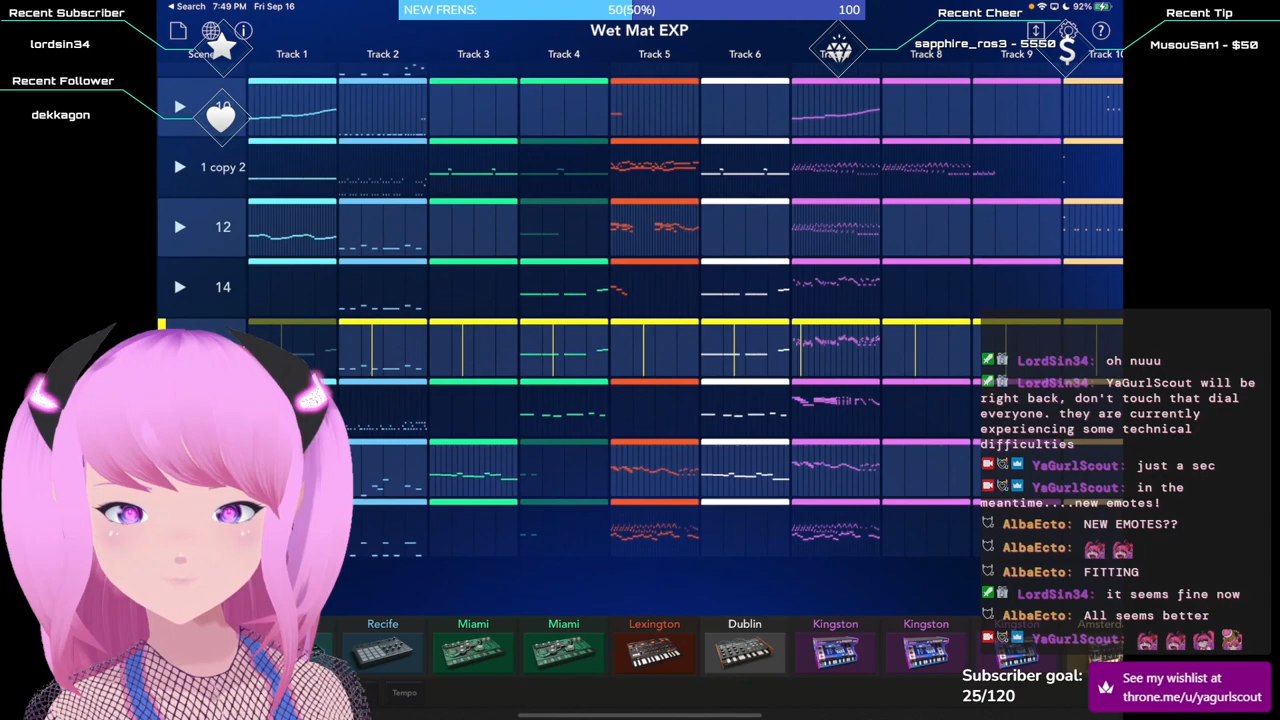 Recent Subscriber
lordsin34
Recent Follower
dekkagon
Search 7:49 PM Fri Sep 16
NEW FRENS: 50(50%) 100
92%
Recent Cheer
sapphire_ros3 - 5550
Recent Tip
MusouSan1 - $50
Wet Mat EXP
Track 1 Track 2 Track 3 Track 4 Track 5 Track 6 Track 8 Track 9 Track 10
1 copy 2
12
14
LordSin34: oh nuuu
LordSin34: YaGurlScout will be
right back, don't touch that dial
everyone. they are currently
experiencing some technical
difficulties
YaGurlScout: just a sec
YaGurlScout: in the
meantime....new emotes!
AlbaEcto: NEW EMOTES??
AlbaEcto:
AlbaEcto: FITTING
LordSin34: it seems fine now
AlbaEcto: All seems better
YaGurlScout:
Recife Miami Miami Lexington Dublin Kingston Kingston Kingston
Tempo
Subscriber goal:
25/120
See my wishlist at
throne.me/u/yagurlscout